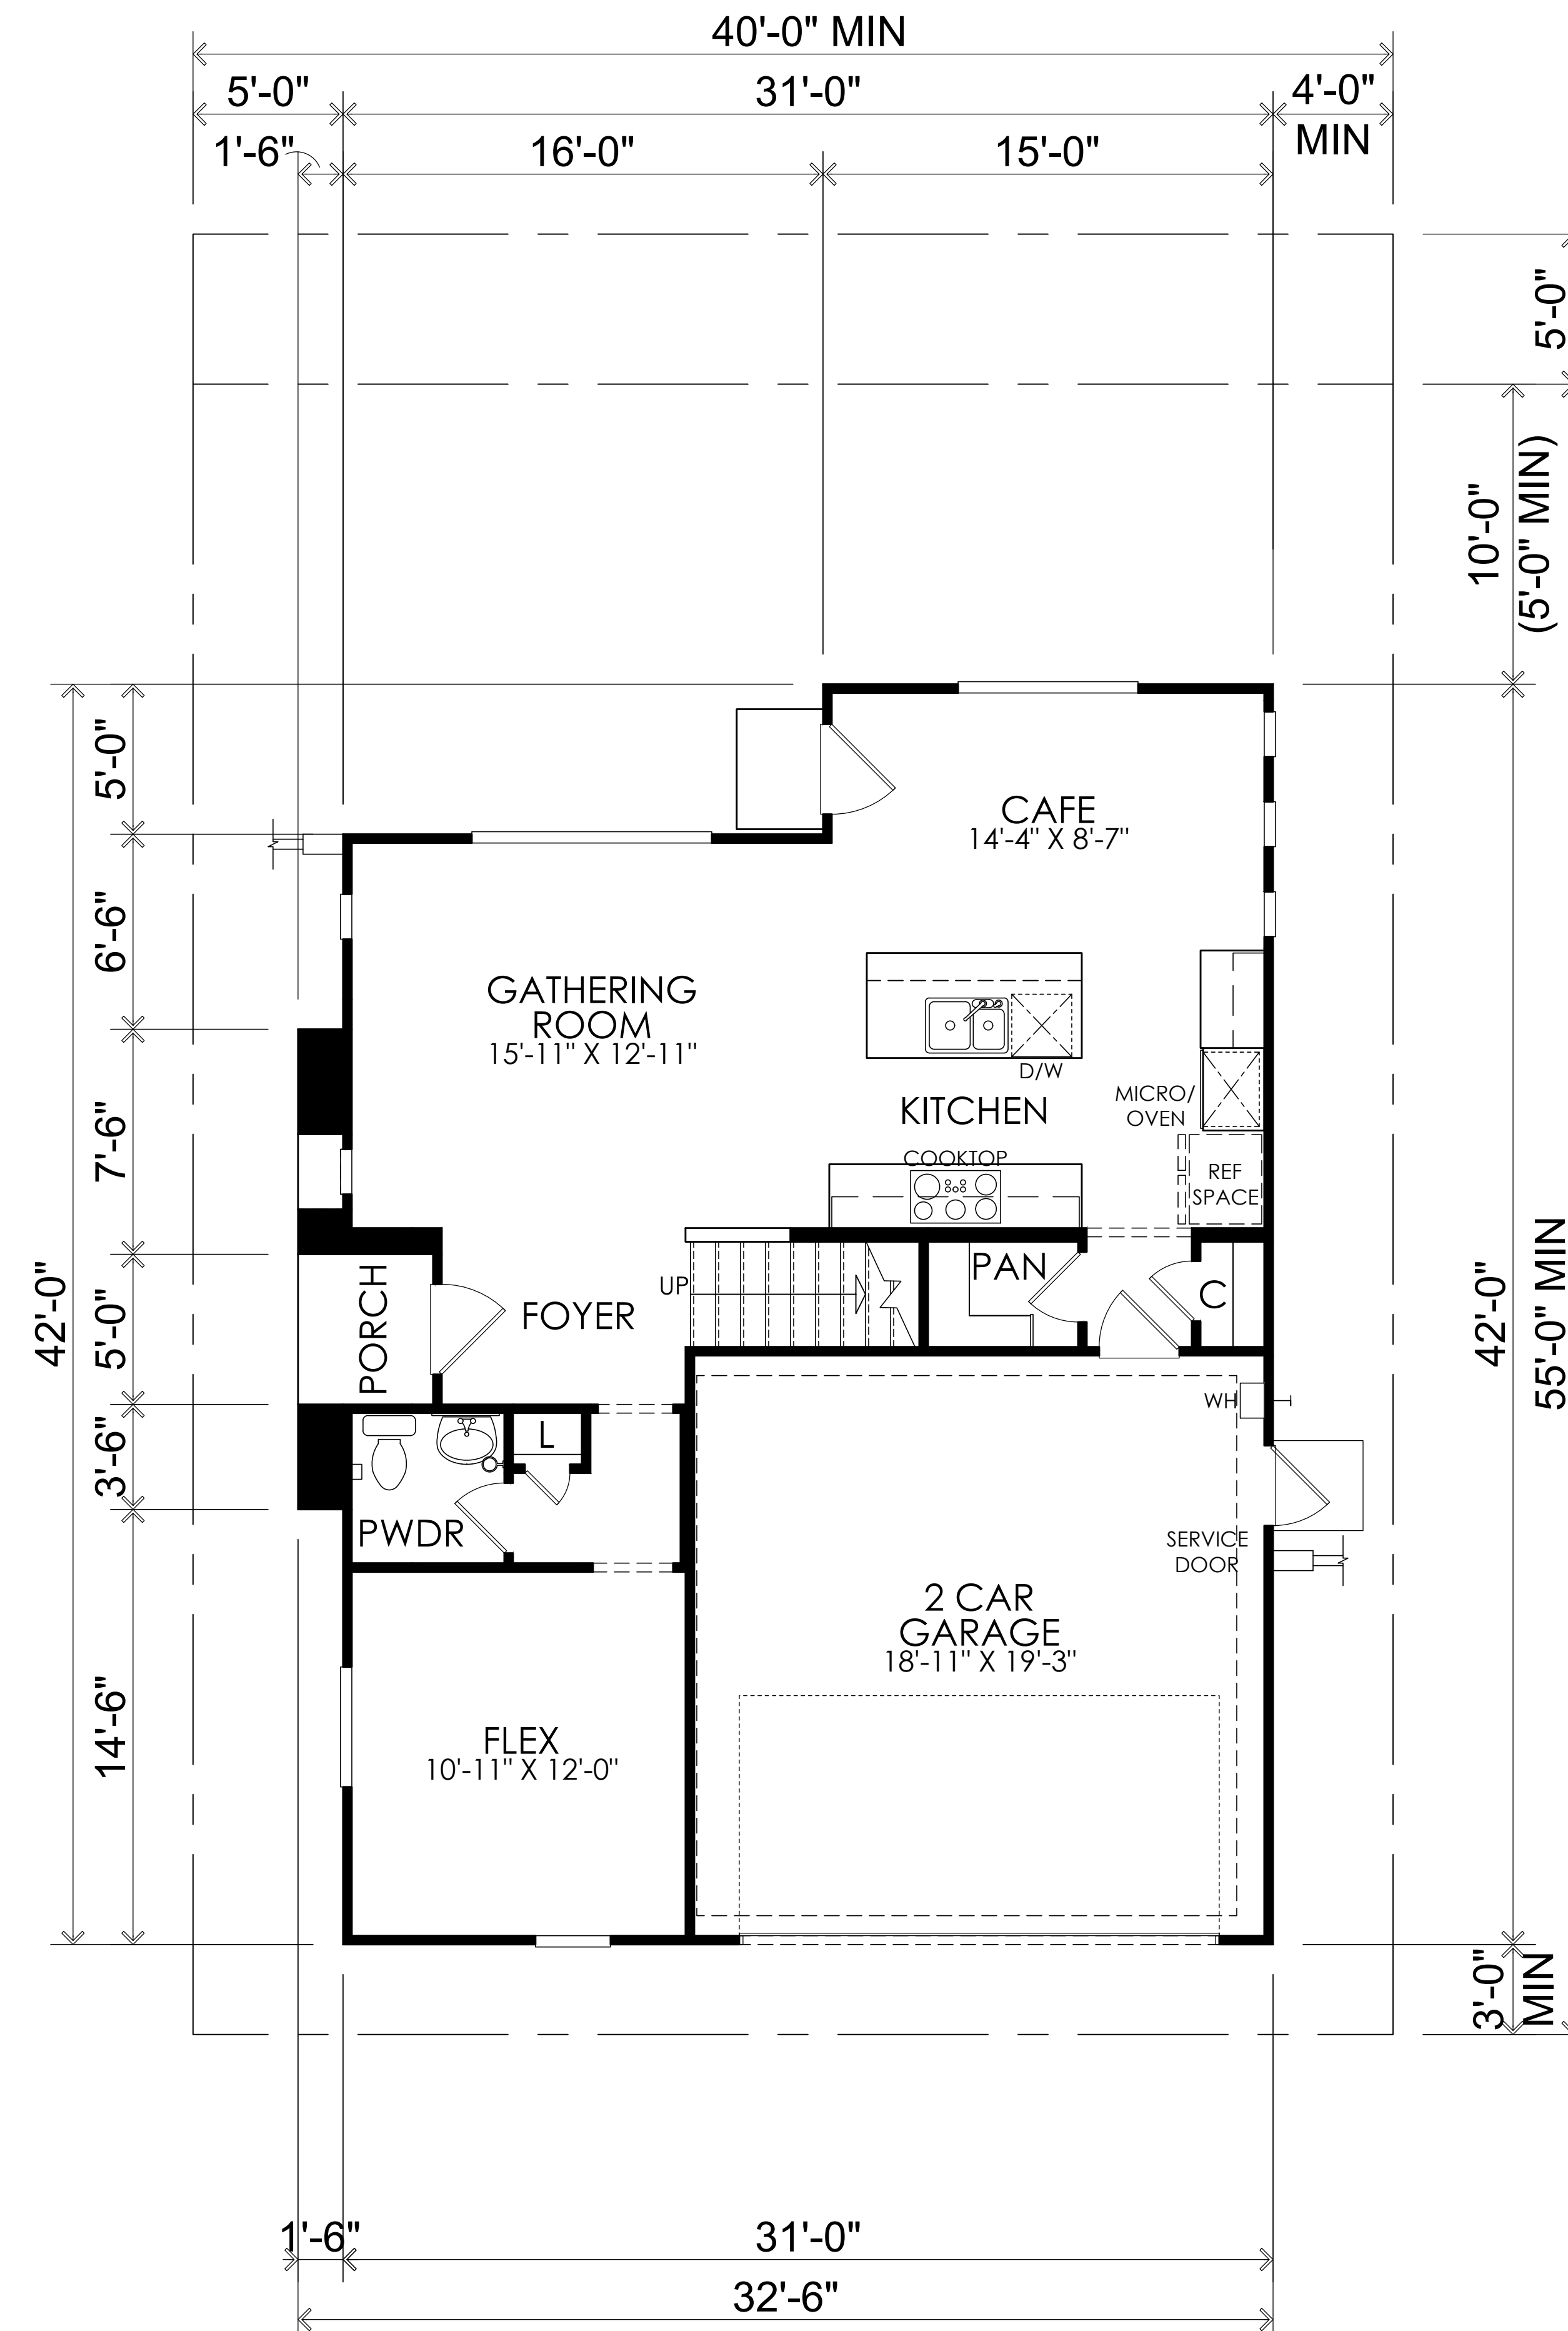 40'-0" MIN
5'-0"
31'-0"
4'-0"
MIN
1'-6"
16'-0"
15'-0"
5'-0"
10'-0"
(5'-0" MIN)
5'-0"
CAFE
14'-4" X 8'-7"
6'-6"
GATHERING
ROOM
15'-11" X 12'-11"
D/W
KITCHEN
MICRO/
OVEN
COOKTOP
REF
SPACE
7'-6"
42'-0"
5'-0"
PORCH
FOYER
UP
PAN
C
42'-0"
55'-0" MIN
WH
3'-6"
L
PWDR
SERVICE
DOOR
2 CAR
GARAGE
18'-11" X 19'-3"
14'-6"
FLEX
10'-11" X 12'-0"
3'-0"
MIN
1'-6"
31'-0"
32'-6"